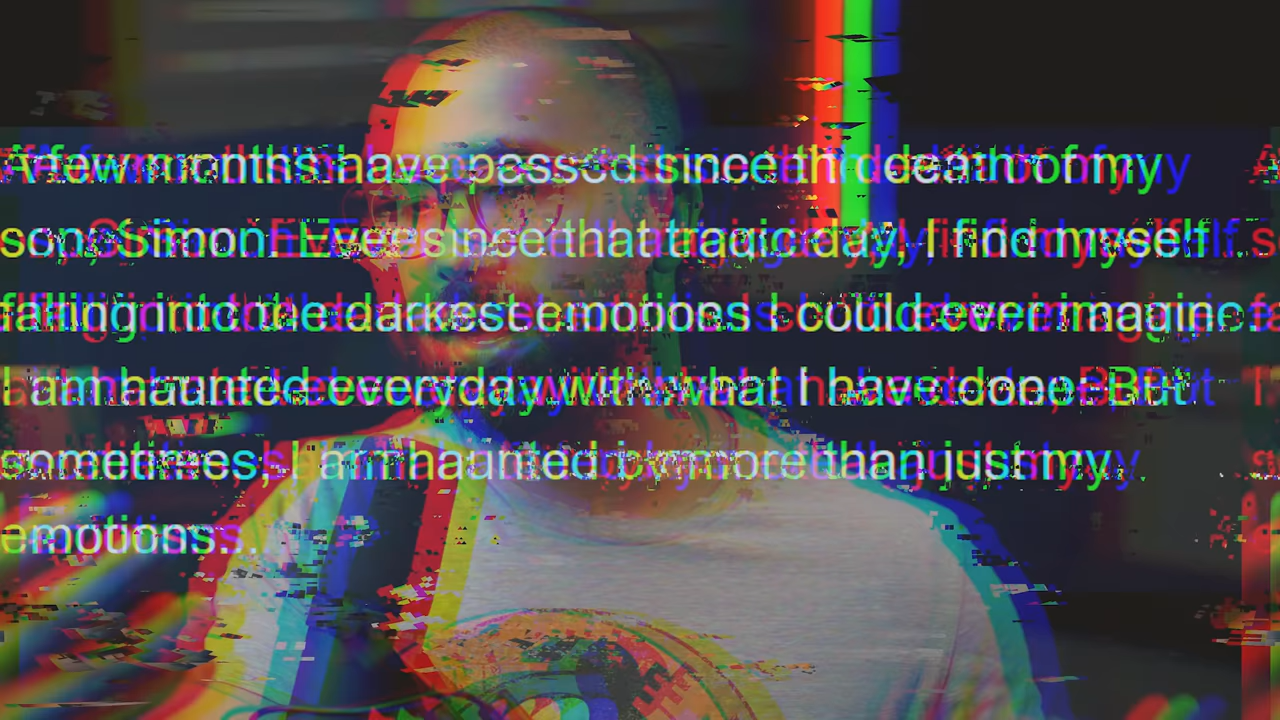 A few months have passed since the death of my
son, Simon. Ever since that tragic day, I find myself
falling into the darkest emotions I could ever imagine.
I am haunted everyday with what I have done. But
sometimes, I am haunted by more than just my
emotions...